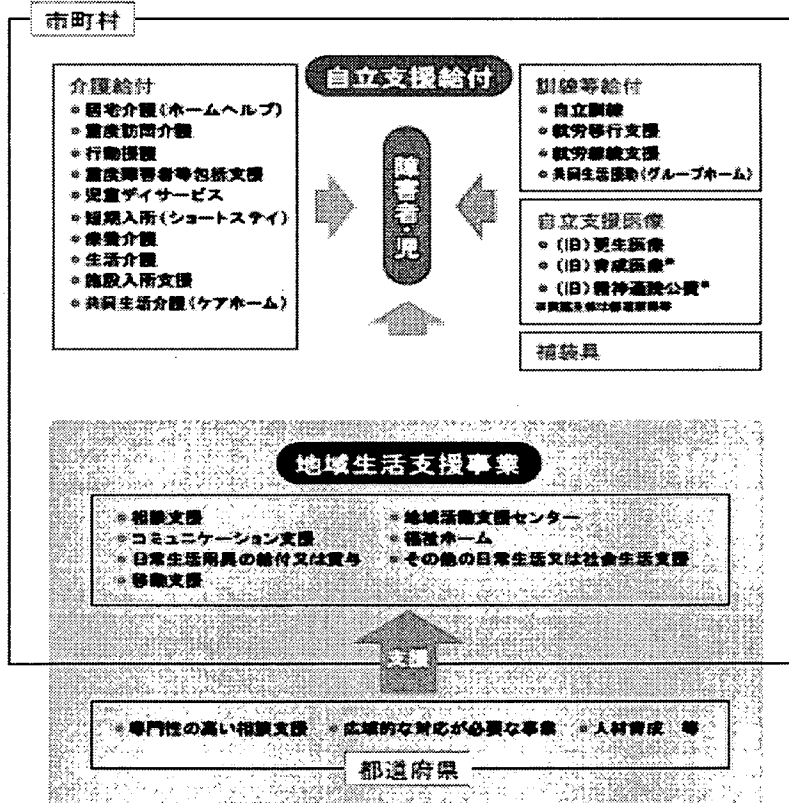 市町村
自立支援給付
介護給付
・居宅介護(ホームヘルプ)
・重度訪問介護
・行動援護
・重度障害者等包括支援
・児童デイサービス
・短期入所(ショートステイ)
・療養介護
・生活介護
・施設入所支援
・共同生活介護(ケアホーム)
障害者・児
訓練等給付
・自立訓練
・就労移行支援
・就労継続支援
・共同生活援助(グループホーム)
自立支援医療
・(旧)更生医療
・(旧)育成医療*
・(旧)精神通院公費*
※実施主体は都道府県等
補装具
地域生活支援事業
・相談支援
・コミュニケーション支援
・日常生活用具の給付又は貸与
・移動支援
・地域活動支援センター
・福祉ホーム
・その他の日常生活又は社会生活支援
支援
・専門性の高い相談支援 ・広域的な対応が必要な事業 ・人材育成 等
都道府県